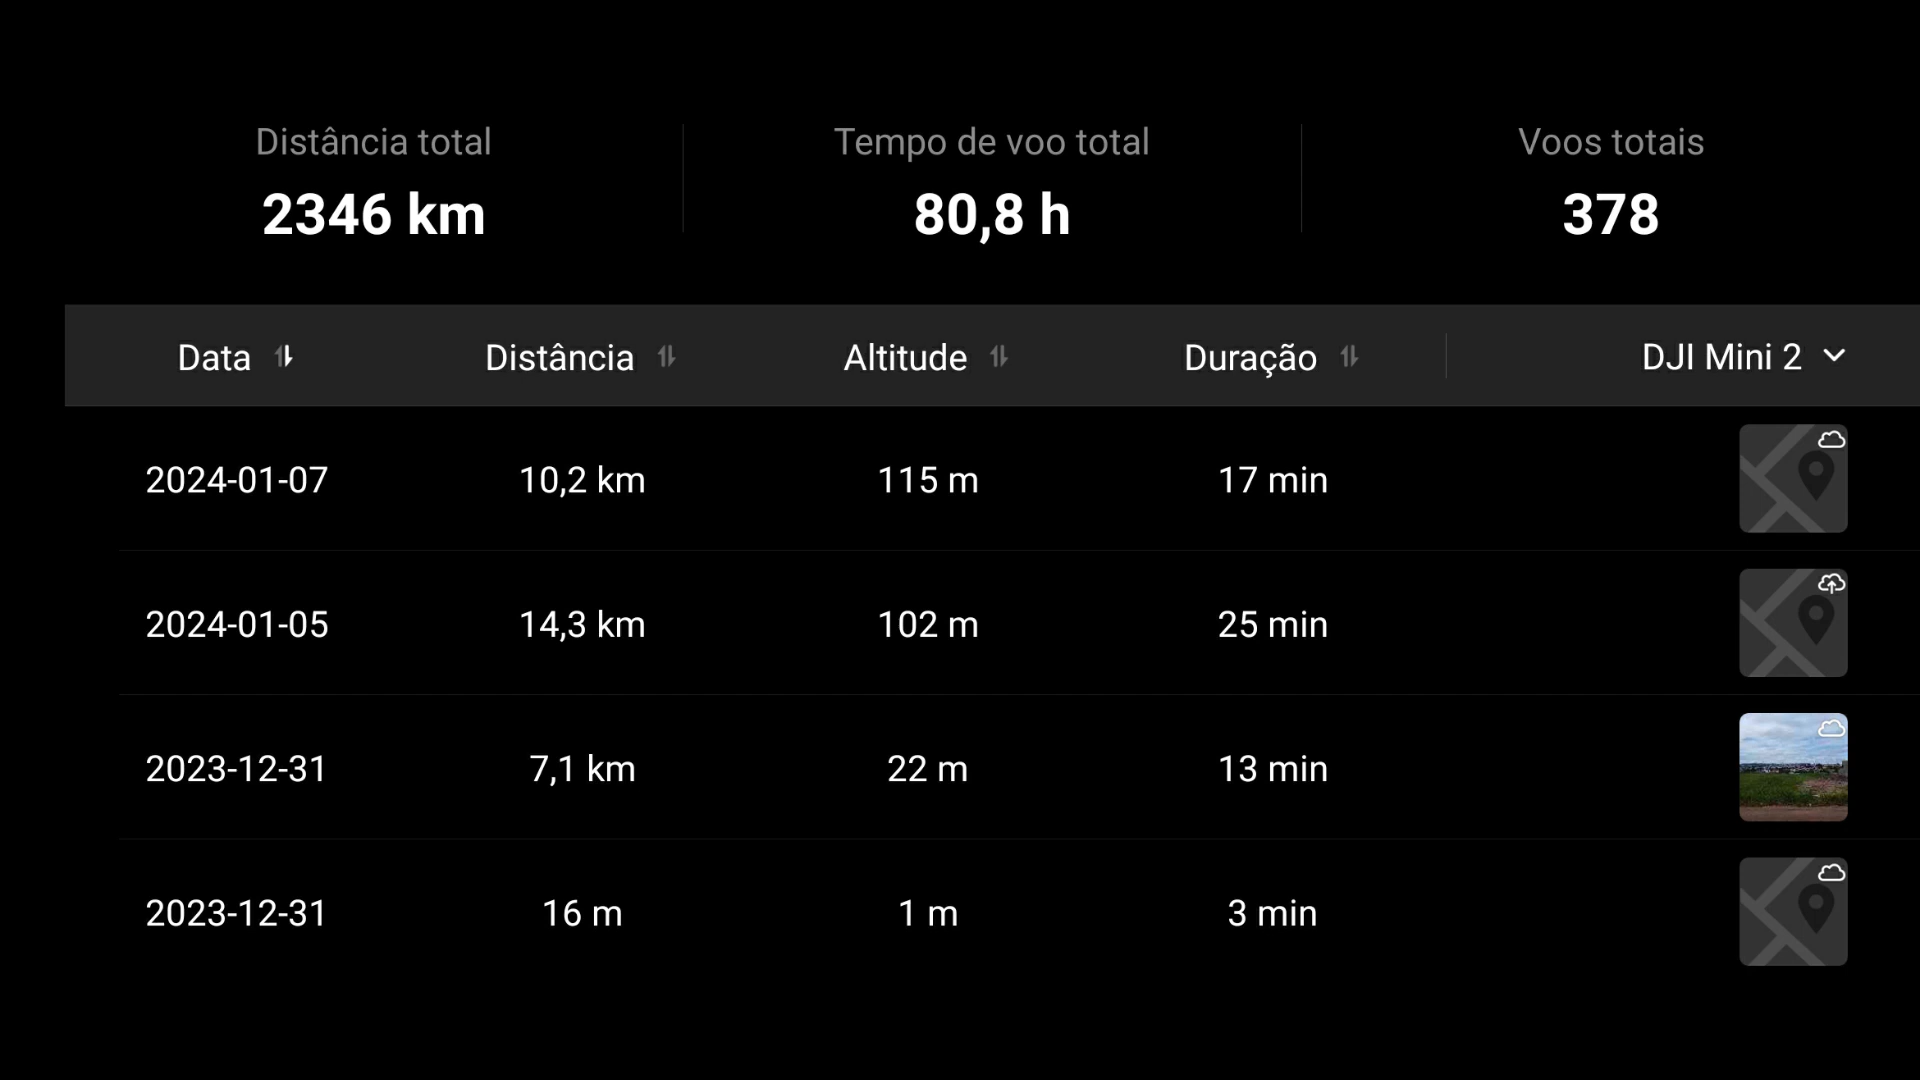 Distância total Tempo de voo total Voos totais
2346 km 80,8 h 378
Data Distância Altitude Duração DJI Mini 2
2024-01-07 10,2 km 115 m 17 min
2024-01-05 14,3 km 102 m 25 min
2023-12-31 7,1 km 22 m 13 min
2023-12-31 16 m 1 m 3 min